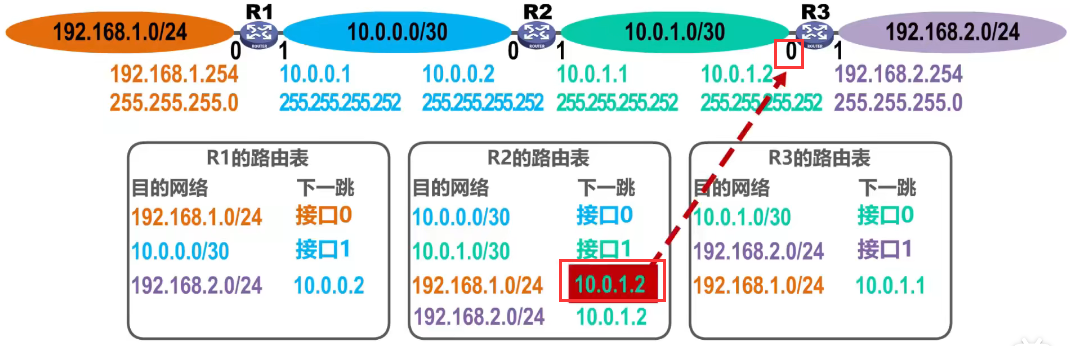 R1 R2 R3
192.168.1.0/24 10.0.0.0/30 10.0.1.0/30 192.168.2.0/24
0 1 0 1 0 1
192.168.1.254 10.0.0.1 10.0.0.2 10.0.1.1 10.0.1.2 192.168.2.254
255.255.255.0 255.255.255.252 255.255.255.252 255.255.255.252 255.255.255.252 255.255.255.0
R1的路由表
目的网络 下一跳
192.168.1.0/24 接口0
10.0.0.0/30 接口1
192.168.2.0/24 10.0.0.2
R2的路由表
目的网络 下一跳
10.0.0.0/30 接口0
10.0.1.0/30 接口1
192.168.1.0/24 10.0.1.2
192.168.2.0/24 10.0.1.2
R3的路由表
目的网络 下一跳
10.0.1.0/30 接口0
192.168.2.0/24 接口1
192.168.1.0/24 10.0.1.1